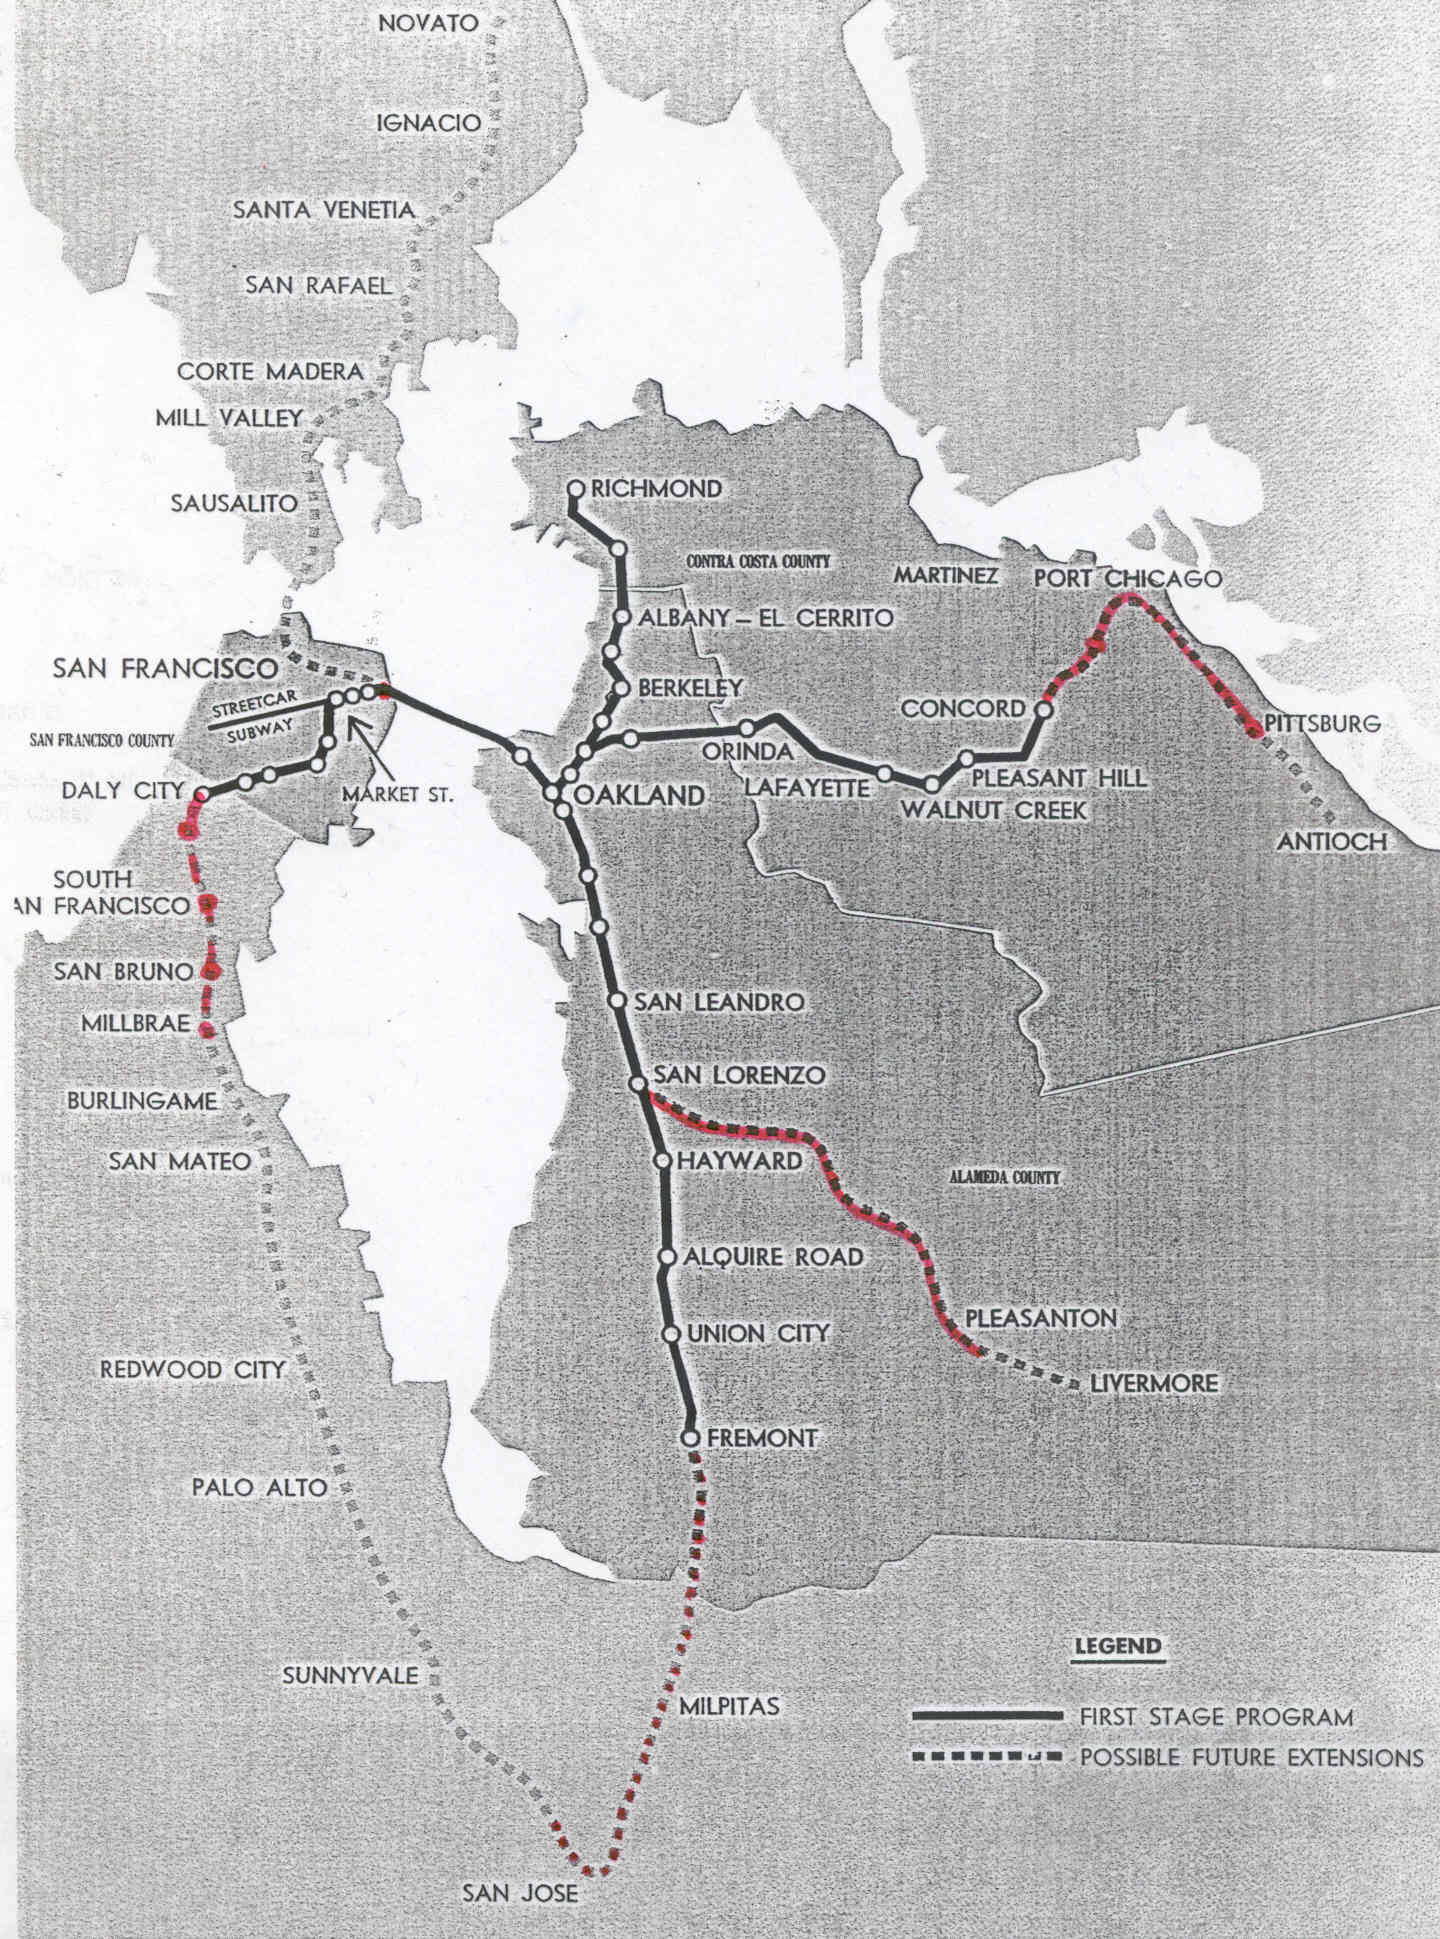 NOVATO
IGNACIO
SANTA VENETIA
SAN RAFAEL
CORTE MADERA
MILL VALLEY
SAUSALITO
RICHMOND
CONTRA COSTA COUNTY
MARTINEZ
PORT CHICAGO
ALBANY – EL CERRITO
SAN FRANCISCO
BERKELEY
STREETCAR
SUBWAY
CONCORD
PITTSBURG
SAN FRANCISCO COUNTY
ORINDA
DALY CITY
MARKET ST.
OAKLAND
LAFAYETTE
PLEASANT HILL
WALNUT CREEK
ANTIOCH
SOUTH
AN FRANCISCO
SAN BRUNO
SAN LEANDRO
MILLBRAE
SAN LORENZO
BURLINGAME
SAN MATEO
HAYWARD
ALAMEDA COUNTY
ALQUIRE ROAD
PLEASANTON
UNION CITY
REDWOOD CITY
LIVERMORE
FREMONT
PALO ALTO
LEGEND
SUNNYVALE
MILPITAS
FIRST STAGE PROGRAM
POSSIBLE FUTURE EXTENSIONS
SAN JOSE